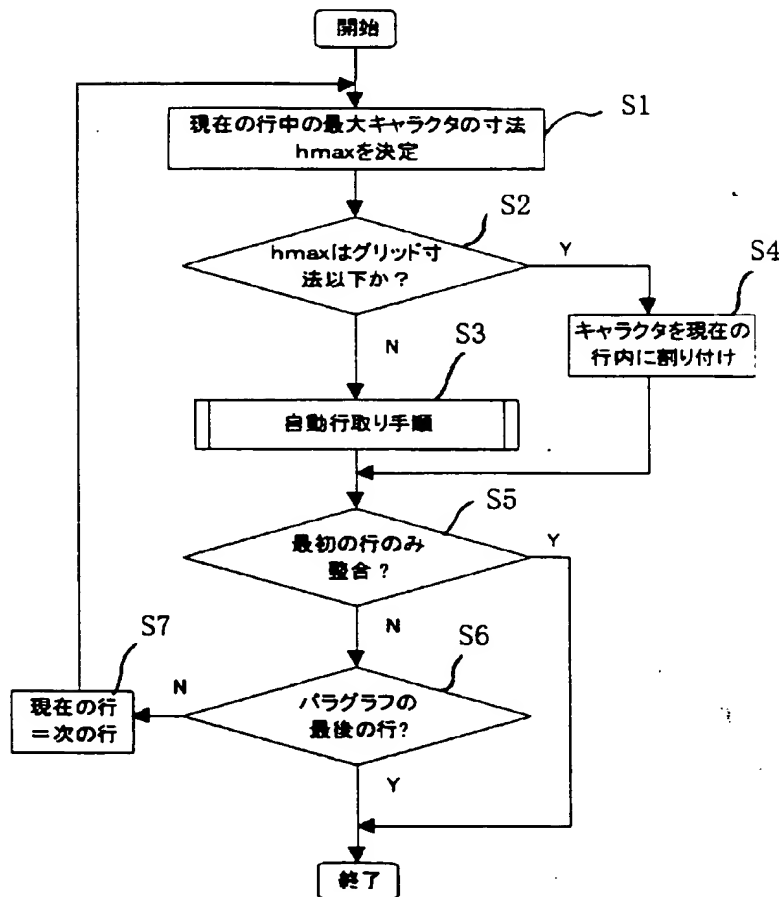 開始
S1
現在の行中の最大キャラクタの寸法
hmaxを決定
S2
hmaxはグリッド寸
法以下か？
Y
N
S4
キャラクタを現在の
行内に割り付け
S3
自動行取り手順
S5
最初の行のみ
整合？
Y
N
S6
パラグラフの
最後の行?
N
Y
S7
現在の行
＝次の行
終了